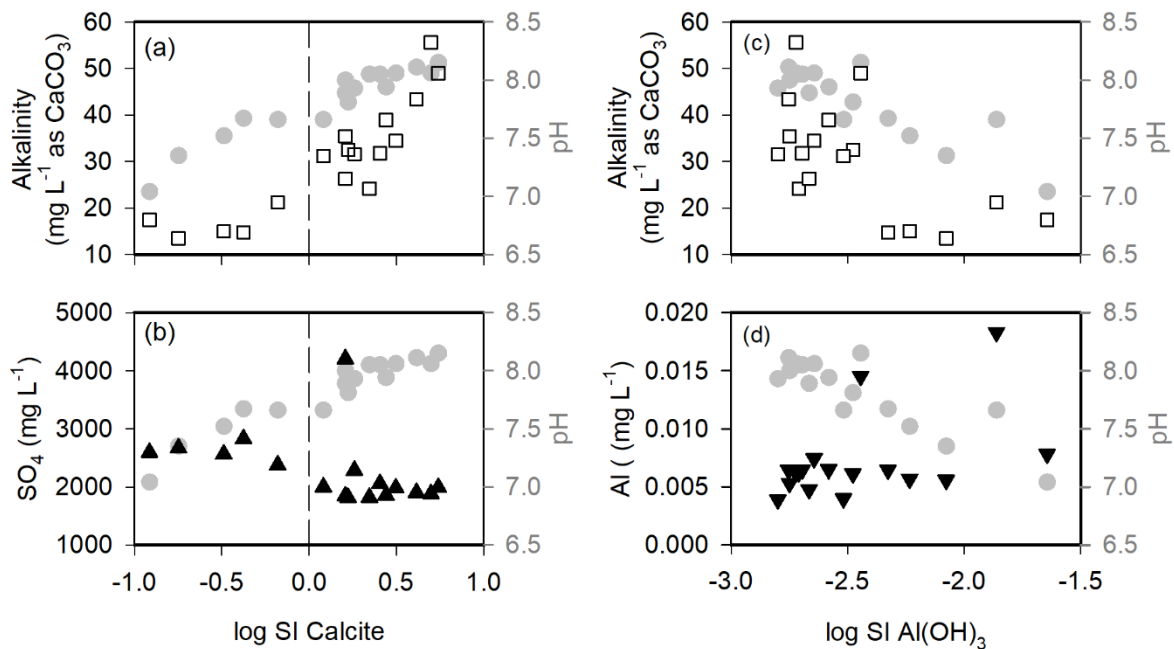 (a)
60
50
40
30
20
10
Alkalinity
(mg L⁻¹ as CaCO₃)
8.5
8.0
7.5
7.0
6.5
pH
(c)
60
50
40
30
20
10
Alkalinity
(mg L⁻¹ as CaCO₃)
8.5
8.0
7.5
7.0
6.5
pH
(b)
5000
4000
3000
2000
1000
SO₄ (mg L⁻¹)
8.5
8.0
7.5
7.0
6.5
pH
-1.0 -0.5 0.0 0.5 1.0
log SI Calcite
(d)
0.020
0.015
0.010
0.005
0.000
Al ( (mg L⁻¹)
8.5
8.0
7.5
7.0
6.5
pH
-3.0 -2.5 -2.0 -1.5
log SI Al(OH)₃